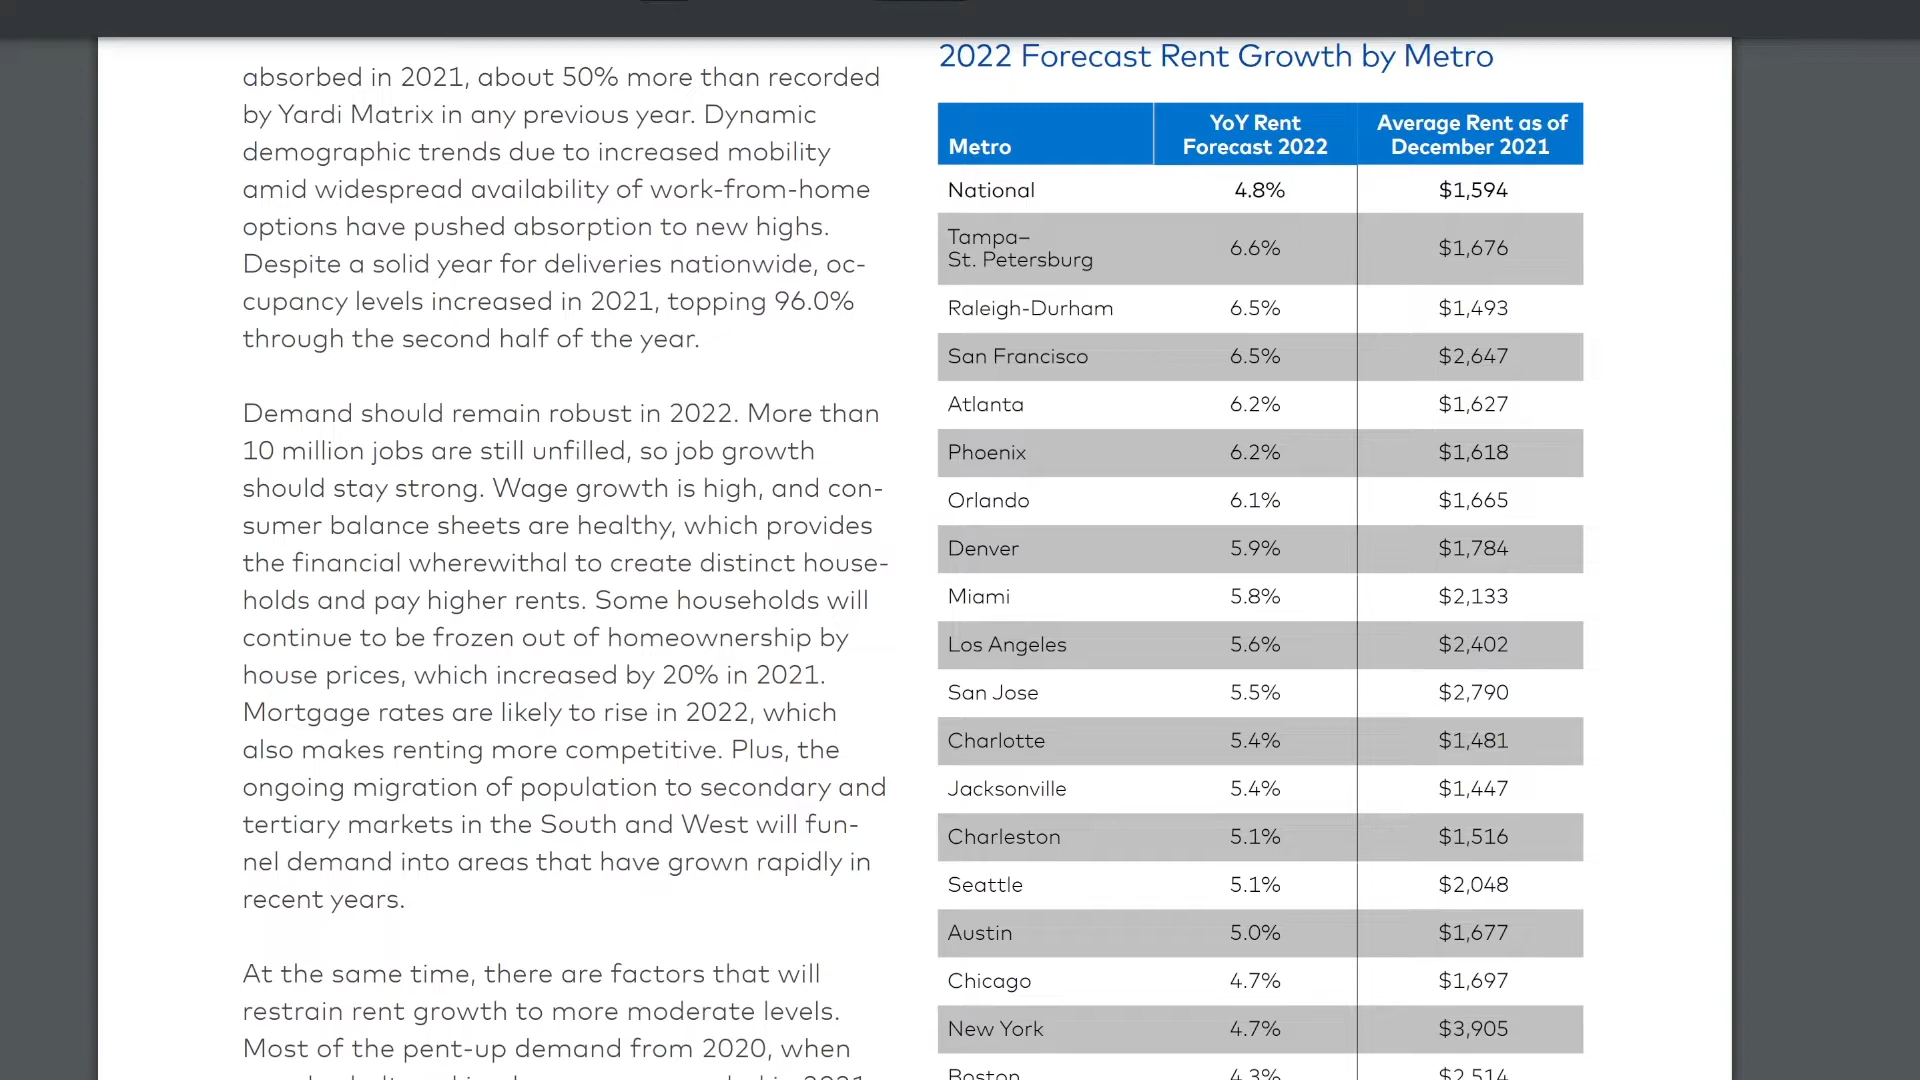 absorbed in 2021, about 50% more than recorded
by Yardi Matrix in any previous year. Dynamic
demographic trends due to increased mobility
amid widespread availability of work-from-home
options have pushed absorption to new highs.
Despite a solid year for deliveries nationwide, oc-
cupancy levels increased in 2021, topping 96.0%
through the second half of the year.
Demand should remain robust in 2022. More than
10 million jobs are still unfilled, so job growth
should stay strong. Wage growth is high, and con-
sumer balance sheets are healthy, which provides
the financial wherewithal to create distinct house-
holds and pay higher rents. Some households will
continue to be frozen out of homeownership by
house prices, which increased by 20% in 2021.
Mortgage rates are likely to rise in 2022, which
also makes renting more competitive. Plus, the
ongoing migration of population to secondary and
tertiary markets in the South and West will fun-
nel demand into areas that have grown rapidly in
recent years.
At the same time, there are factors that will
restrain rent growth to more moderate levels.
Most of the pent-up demand from 2020, when
2022 Forecast Rent Growth by Metro
Metro YoY Rent Forecast 2022 Average Rent as of December 2021
National 4.8% $1,594
Tampa–
St. Petersburg 6.6% $1,676
Raleigh-Durham 6.5% $1,493
San Francisco 6.5% $2,647
Atlanta 6.2% $1,627
Phoenix 6.2% $1,618
Orlando 6.1% $1,665
Denver 5.9% $1,784
Miami 5.8% $2,133
Los Angeles 5.6% $2,402
San Jose 5.5% $2,790
Charlotte 5.4% $1,481
Jacksonville 5.4% $1,447
Charleston 5.1% $1,516
Seattle 5.1% $2,048
Austin 5.0% $1,677
Chicago 4.7% $1,697
New York 4.7% $3,905
Boston 4.3% $2,514